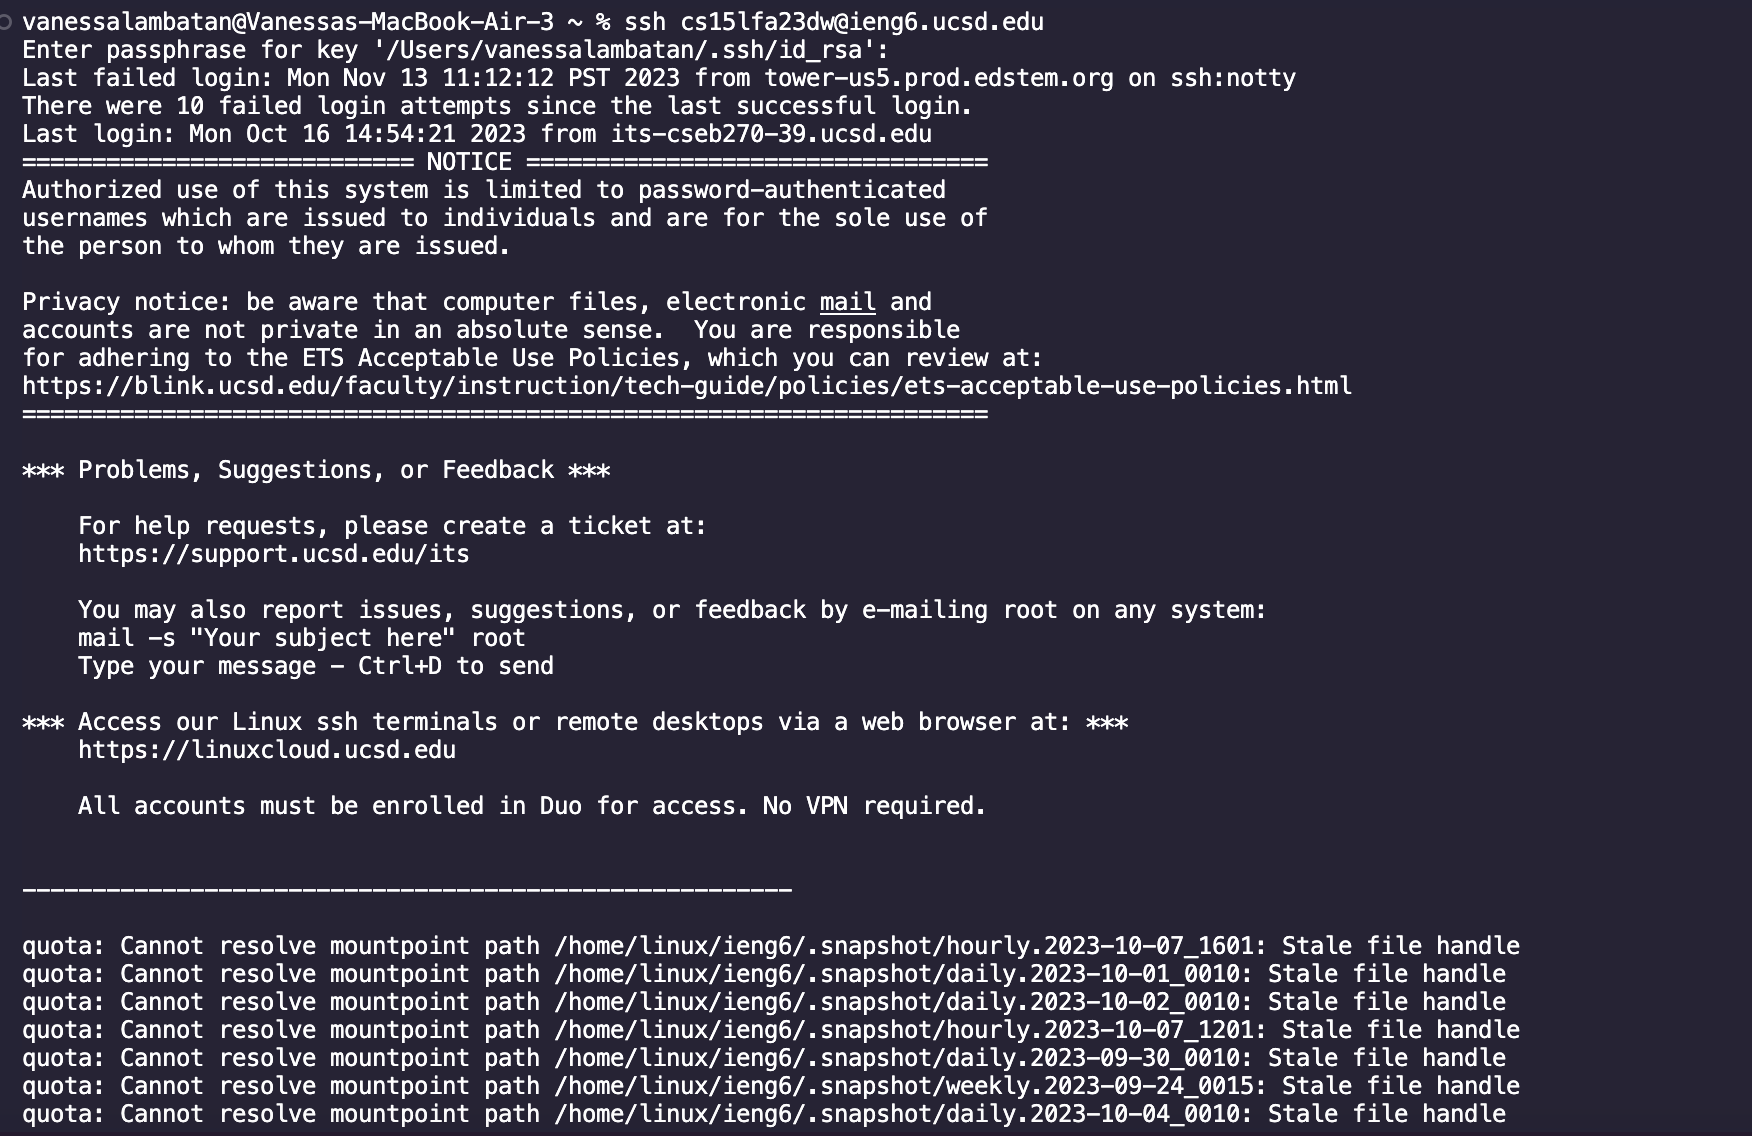 vanessalambatan@Vanessas-MacBook-Air-3 ~ % ssh cs15lfa23dw@ieng6.ucsd.edu
Enter passphrase for key '/Users/vanessalambatan/.ssh/id_rsa':
Last failed login: Mon Nov 13 11:12:12 PST 2023 from tower-us5.prod.edstem.org on ssh:notty
There were 10 failed login attempts since the last successful login.
Last login: Mon Oct 16 14:54:21 2023 from its-cseb270-39.ucsd.edu
============================ NOTICE =================================
Authorized use of this system is limited to password-authenticated
usernames which are issued to individuals and are for the sole use of
the person to whom they are issued.

Privacy notice: be aware that computer files, electronic mail and
accounts are not private in an absolute sense.  You are responsible
for adhering to the ETS Acceptable Use Policies, which you can review at:
https://blink.ucsd.edu/faculty/instruction/tech-guide/policies/ets-acceptable-use-policies.html
=====================================================================

*** Problems, Suggestions, or Feedback ***

    For help requests, please create a ticket at:
    https://support.ucsd.edu/its

    You may also report issues, suggestions, or feedback by e-mailing root on any system:
    mail -s "Your subject here" root
    Type your message - Ctrl+D to send

*** Access our Linux ssh terminals or remote desktops via a web browser at: ***
    https://linuxcloud.ucsd.edu

    All accounts must be enrolled in Duo for access. No VPN required.

-------------------------------------------------------

quota: Cannot resolve mountpoint path /home/linux/ieng6/.snapshot/hourly.2023-10-07_1601: Stale file handle
quota: Cannot resolve mountpoint path /home/linux/ieng6/.snapshot/daily.2023-10-01_0010: Stale file handle
quota: Cannot resolve mountpoint path /home/linux/ieng6/.snapshot/daily.2023-10-02_0010: Stale file handle
quota: Cannot resolve mountpoint path /home/linux/ieng6/.snapshot/hourly.2023-10-07_1201: Stale file handle
quota: Cannot resolve mountpoint path /home/linux/ieng6/.snapshot/daily.2023-09-30_0010: Stale file handle
quota: Cannot resolve mountpoint path /home/linux/ieng6/.snapshot/weekly.2023-09-24_0015: Stale file handle
quota: Cannot resolve mountpoint path /home/linux/ieng6/.snapshot/daily.2023-10-04_0010: Stale file handle